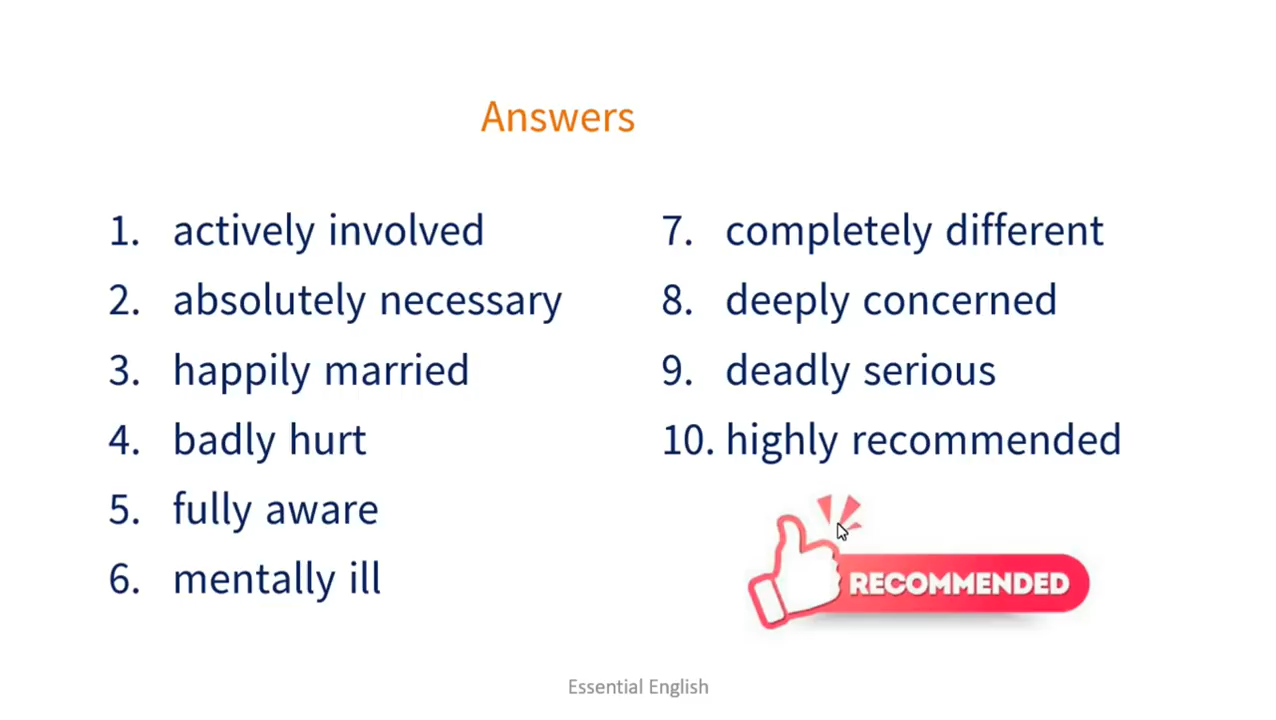 Answers
1. actively involved
2. absolutely necessary
3. happily married
4. badly hurt
5. fully aware
6. mentally ill
7. completely different
8. deeply concerned
9. deadly serious
10. highly recommended
RECOMMENDED
Essential English